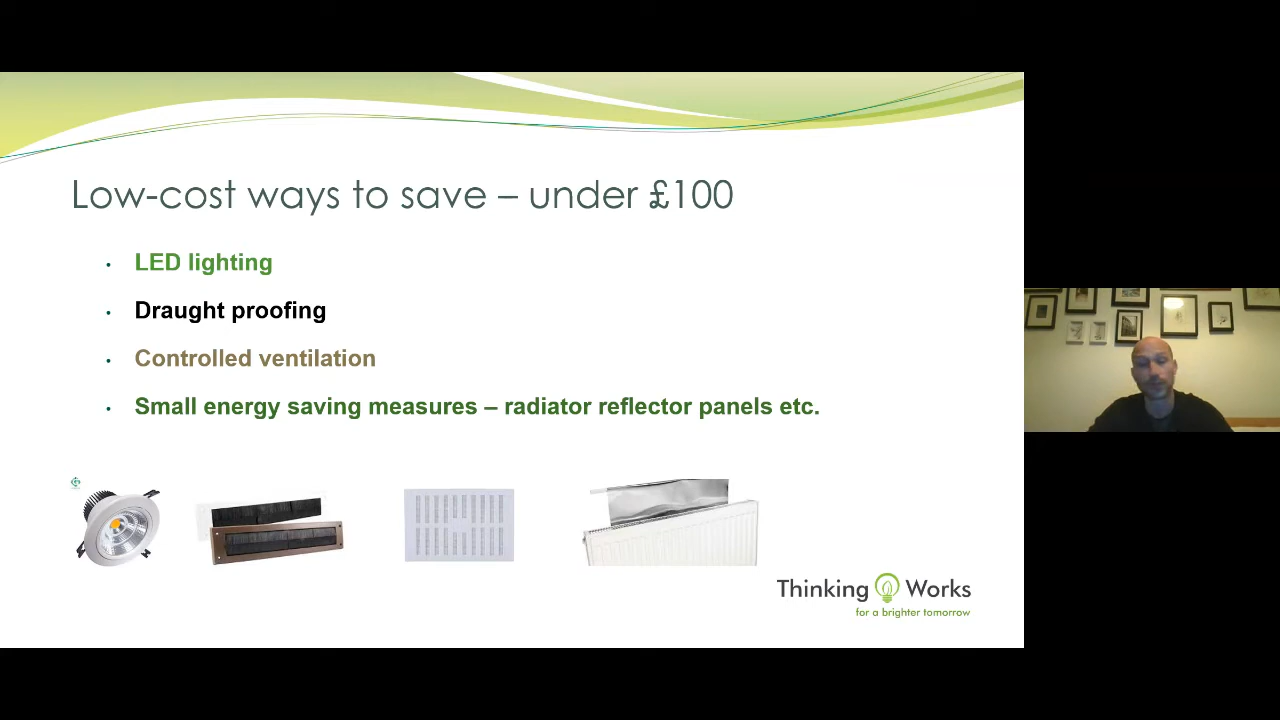 Low-cost ways to save – under £100
• LED lighting
• Draught proofing
• Controlled ventilation
• Small energy saving measures – radiator reflector panels etc.
Thinking Works
for a brighter tomorrow